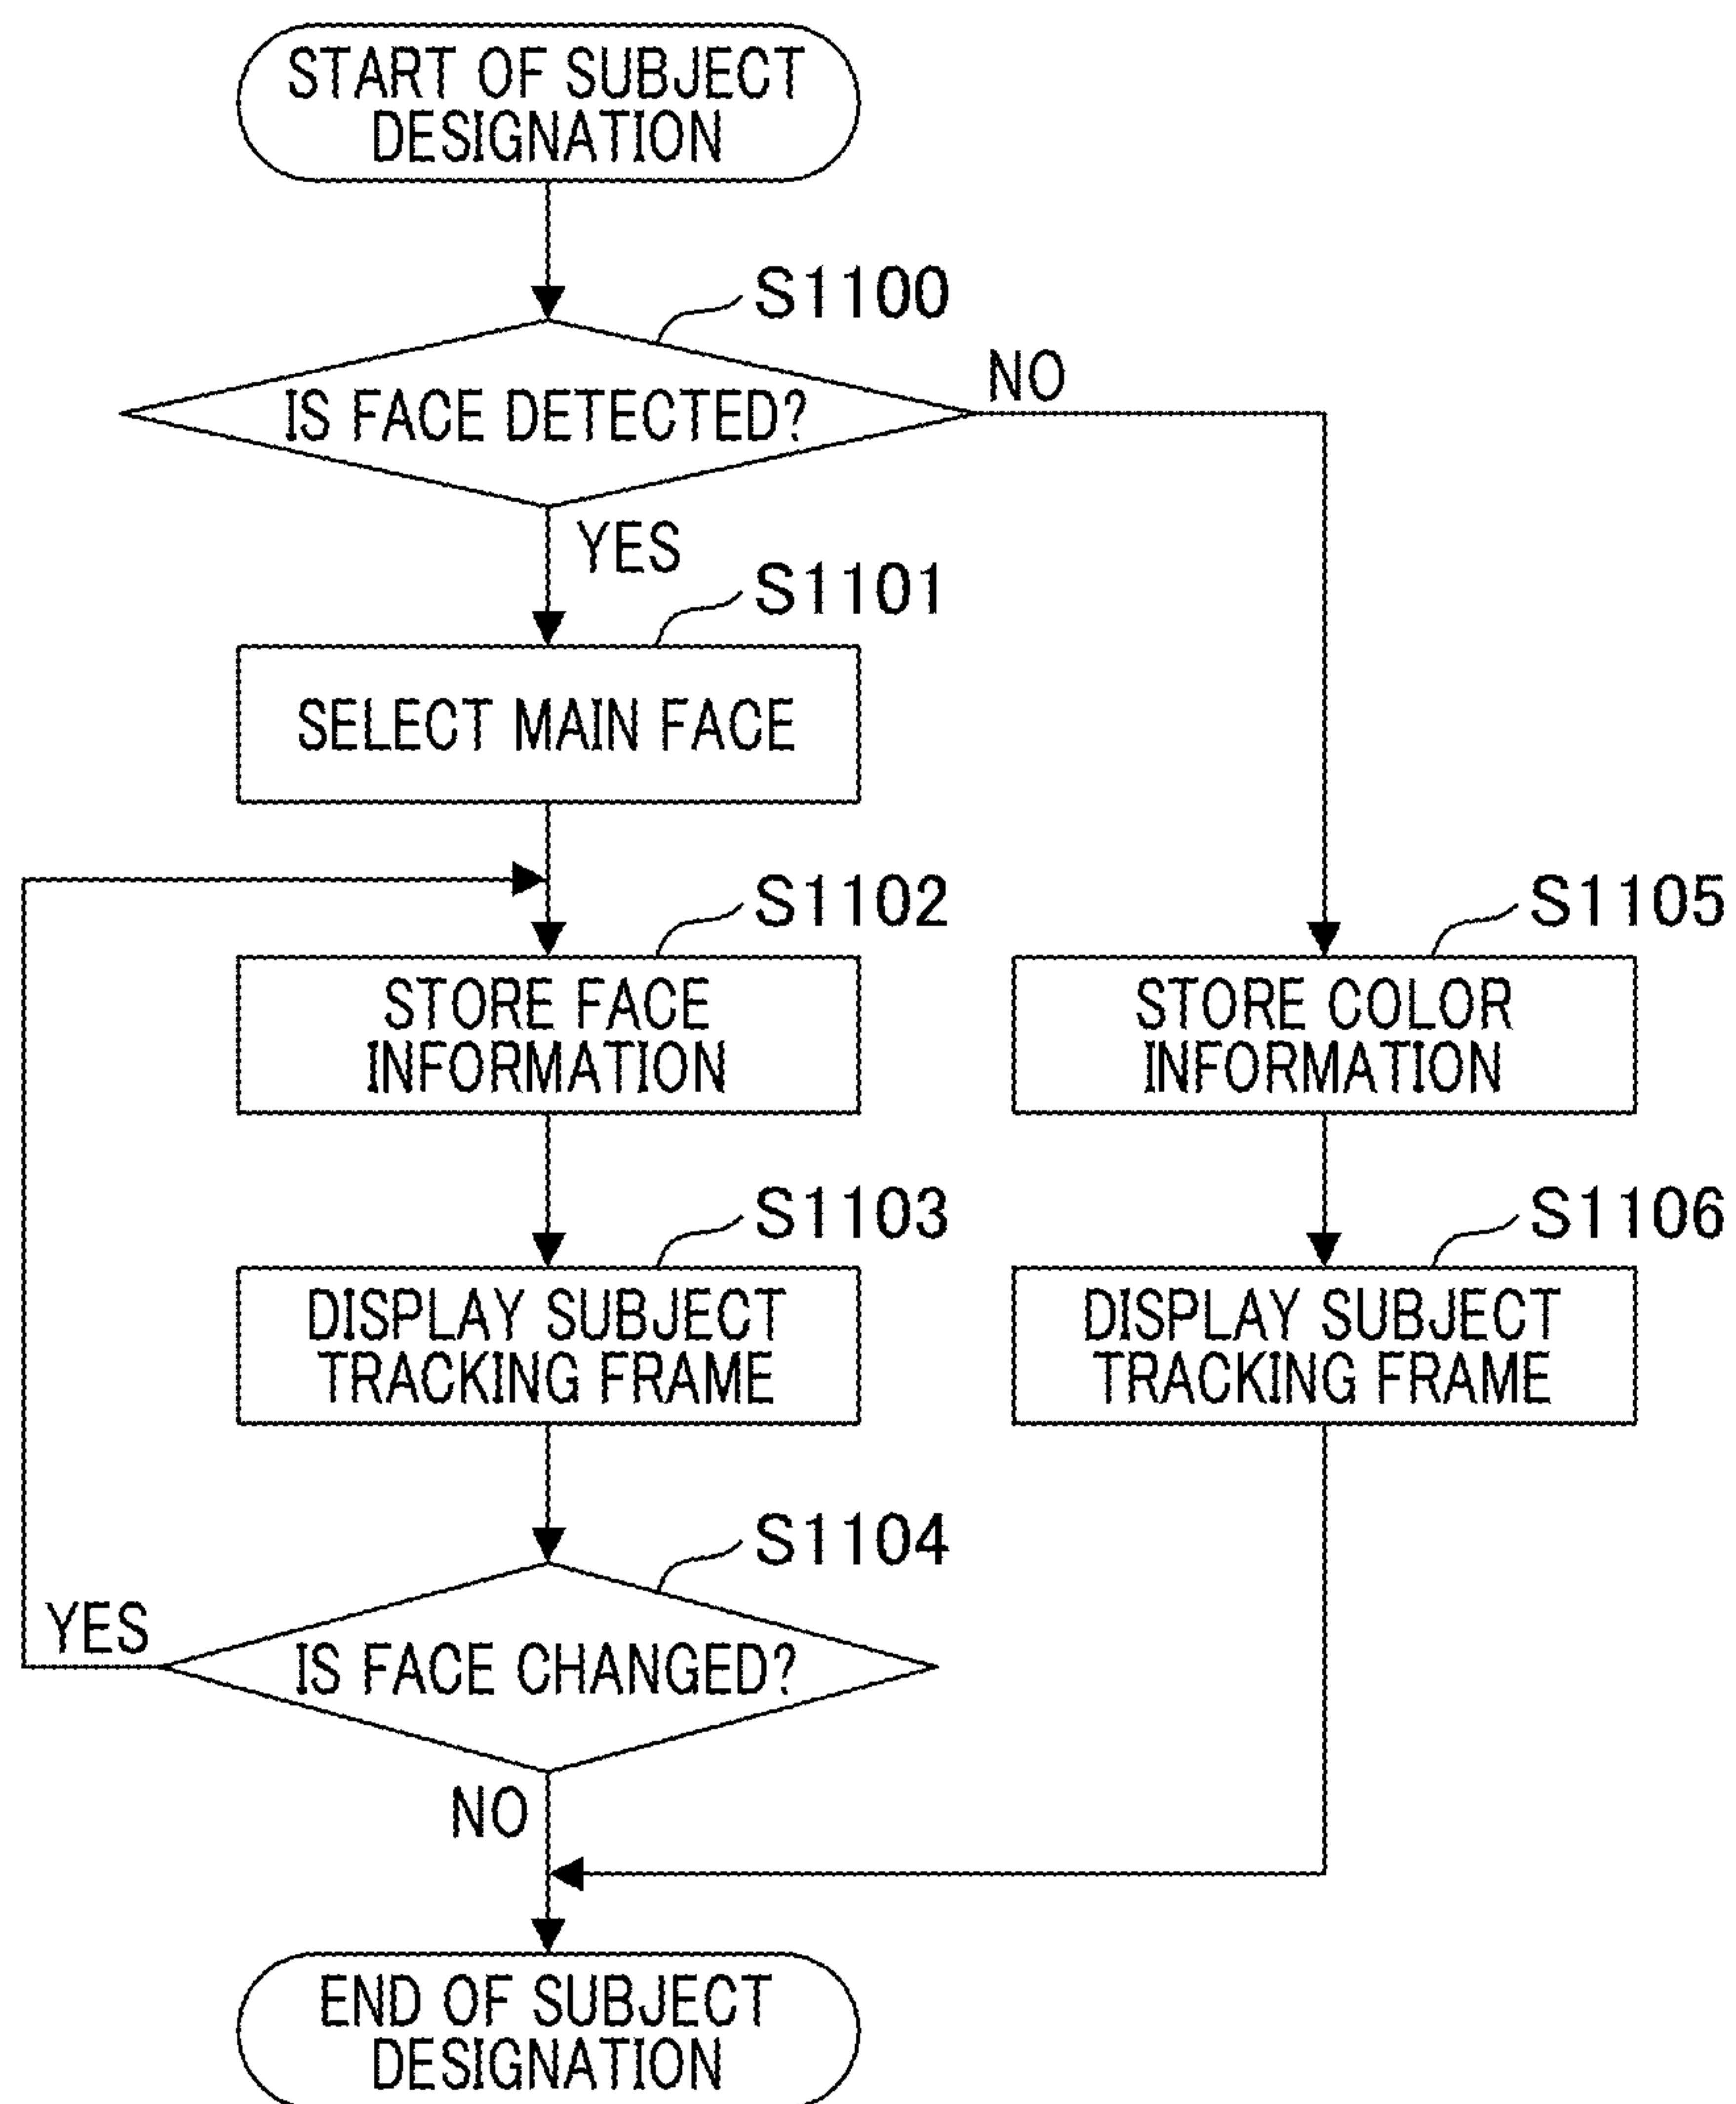 START OF SUBJECT
DESIGNATION
S1100
IS FACE DETECTED?
NO
YES
S1101
SELECT MAIN FACE
S1102
STORE FACE
INFORMATION
S1105
STORE COLOR
INFORMATION
S1103
DISPLAY SUBJECT
TRACKING FRAME
S1106
DISPLAY SUBJECT
TRACKING FRAME
S1104
IS FACE CHANGED?
YES
NO
END OF SUBJECT
DESIGNATION